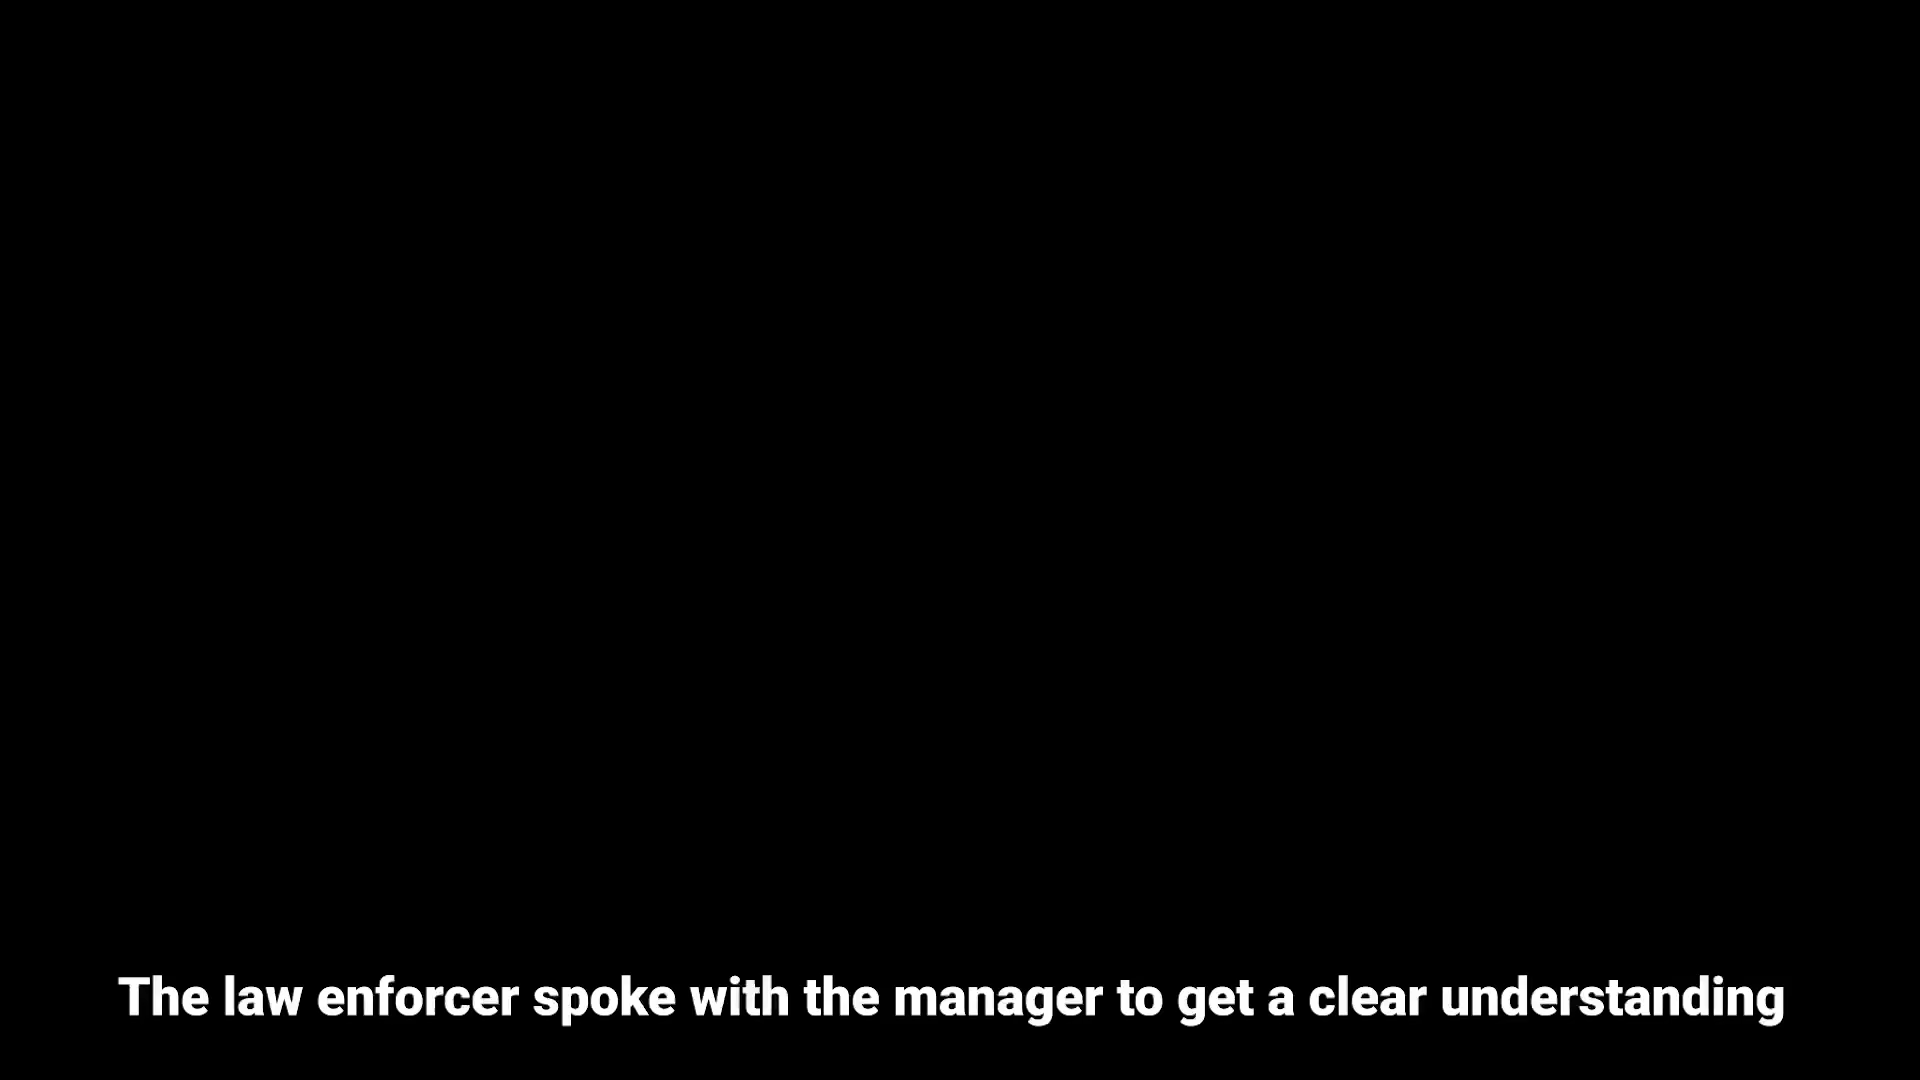 The law enforcer spoke with the manager to get a clear understanding